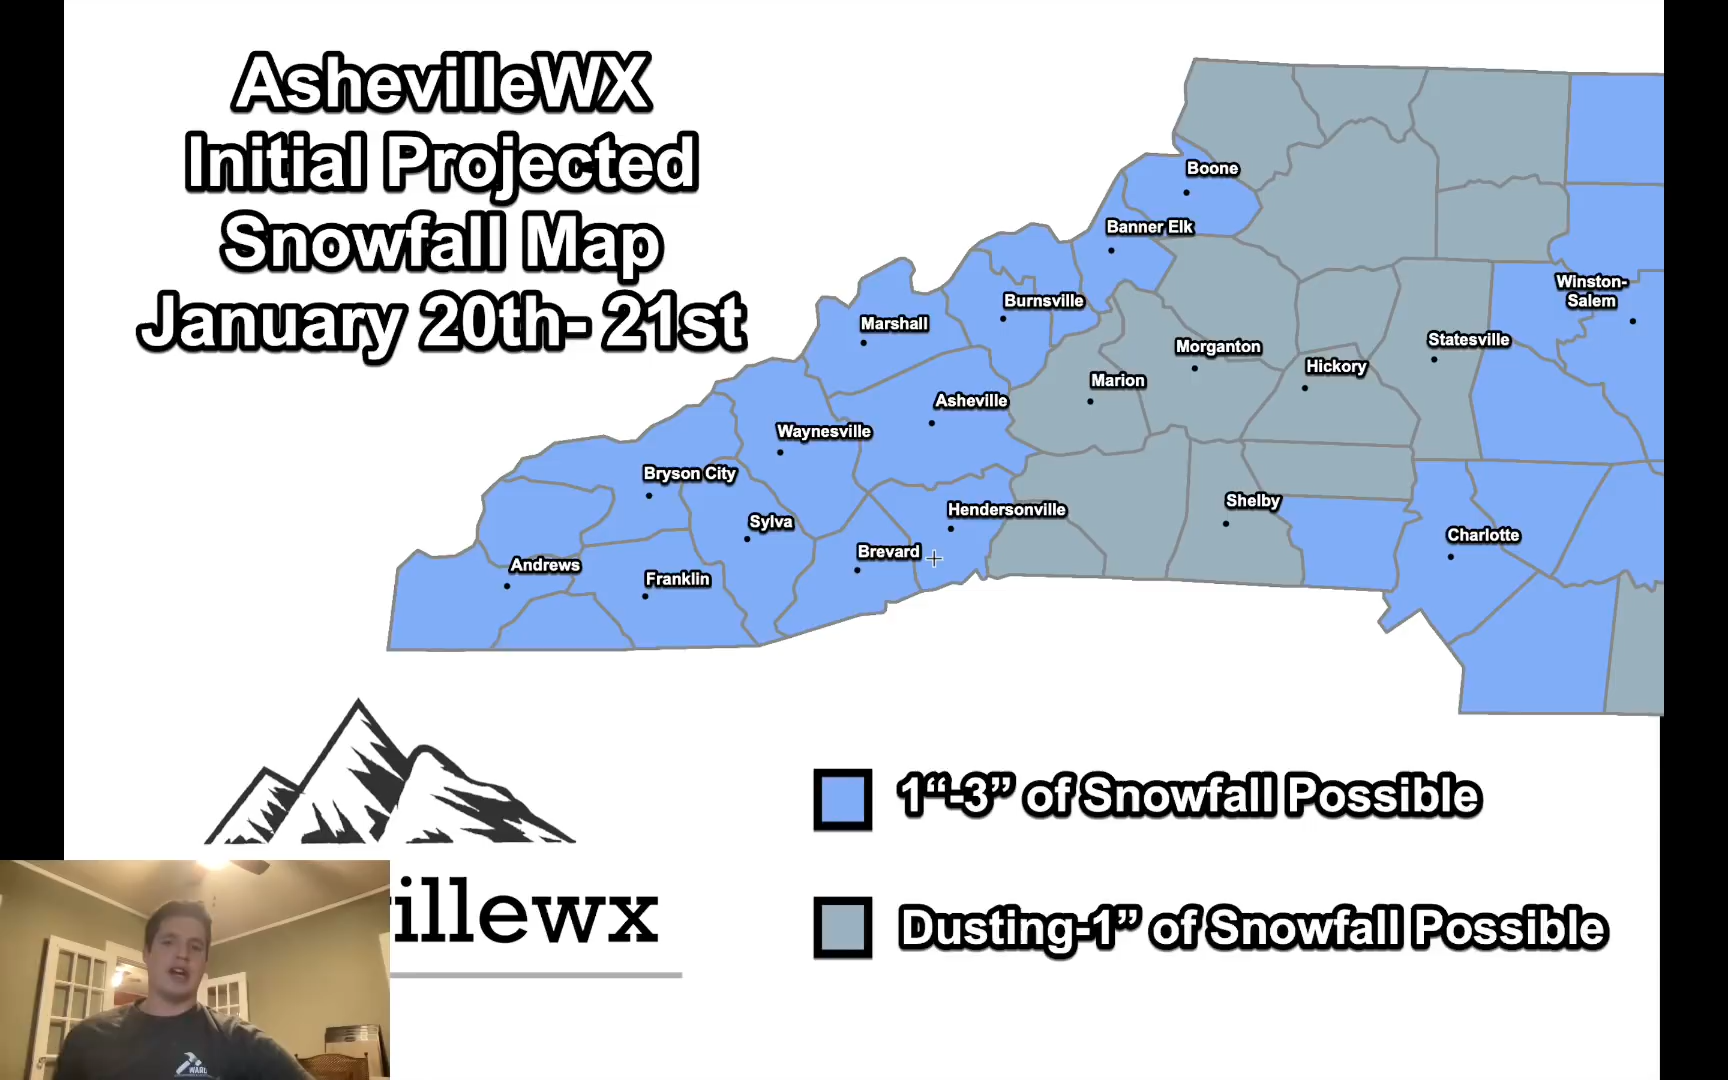 AshevilleWX
Initial Projected
Snowfall Map
January 20th- 21st
Boone
Banner Elk
Winston-
Salem
Burnsville
Marshall
Statesville
Morganton
Hickory
Marion
Asheville
Waynesville
Bryson City
Shelby
Hendersonville
Sylva
Charlotte
Brevard
Andrews
Franklin
1“-3” of Snowfall Possible
Dusting-1” of Snowfall Possible
illewx
WARD